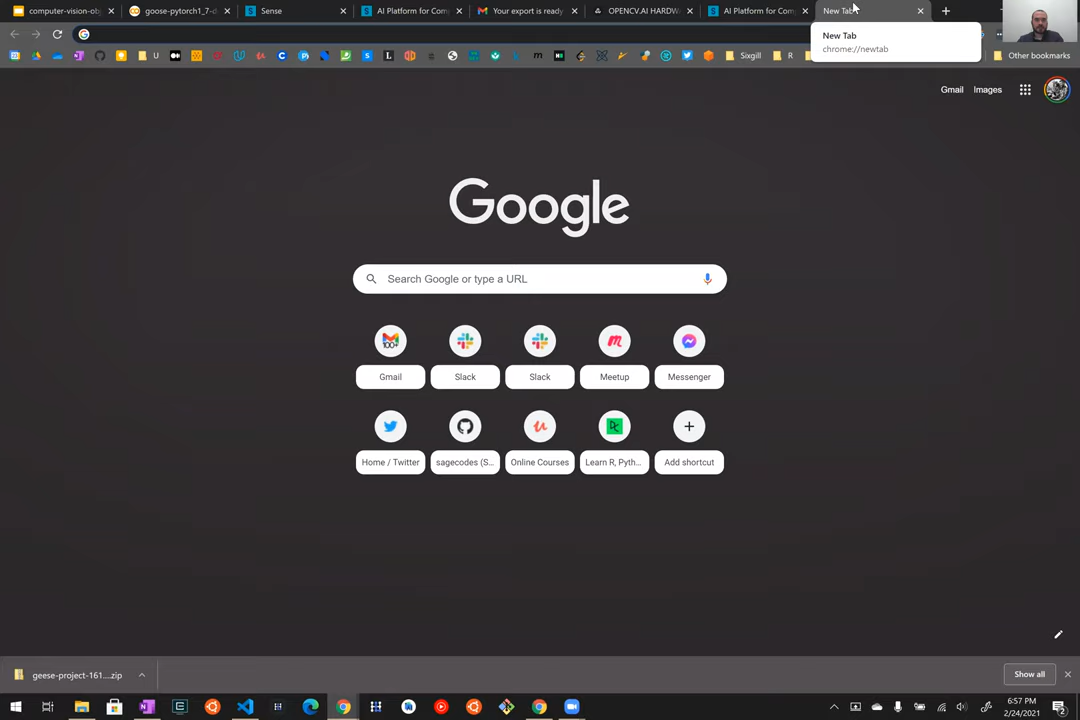 computer-vision-ob
goose-pytorch1_7-d
Sense
AI Platform for Com
Your export is ready
OPENCV.AI HARDW
AI Platform for Com
New Tab
New Tab
chrome://newtab
Sixgill
R
U
Other bookmarks
Gmail
Images
Google
Search Google or type a URL
Gmail
Slack
Slack
Meetup
Messenger
Home / Twitter
sagecodes (S...
Online Courses
Learn R, Pyth...
Add shortcut
geese-project-161....zip
Show all
6:57 PM
2/24/2021